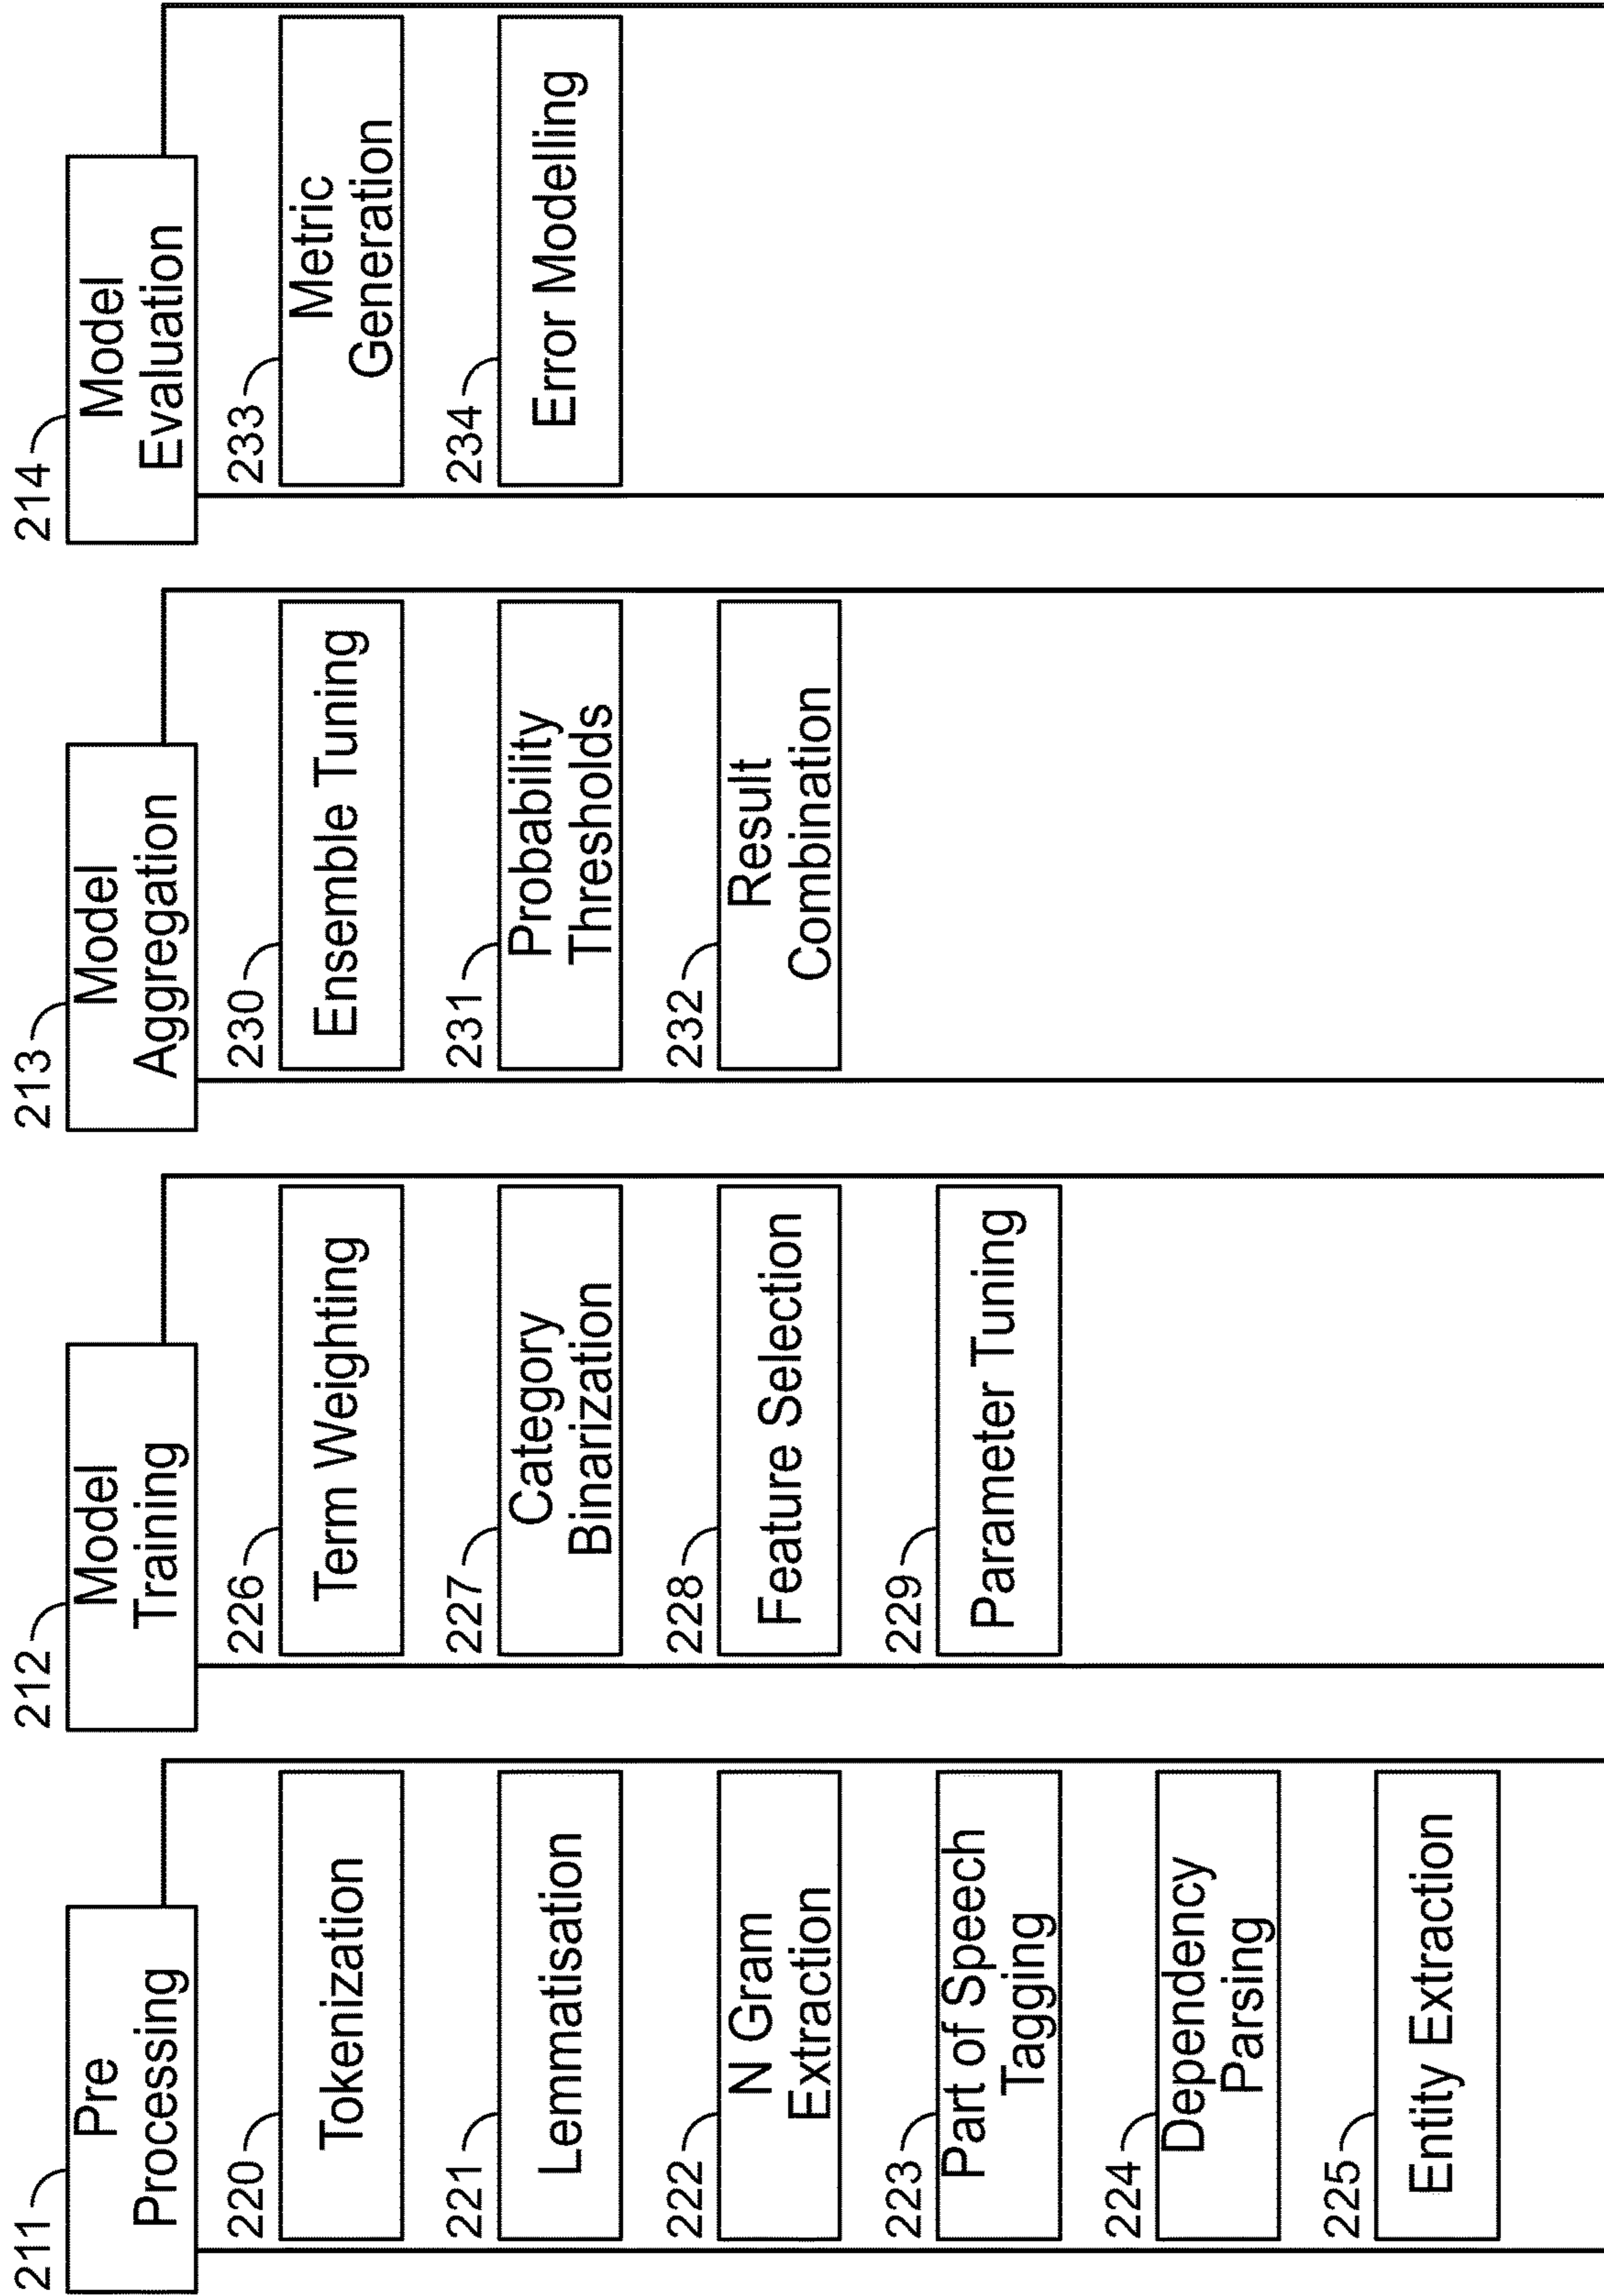 211
Pre
Processing
220
Tokenization
221
Lemmatisation
222
N Gram
Extraction
223
Part of Speech
Tagging
224
Dependency
Parsing
225
Entity Extraction
212
Model
Training
226
Term Weighting
227
Category
Binarization
228
Feature Selection
229
Parameter Tuning
213
Model
Aggregation
230
Ensemble Tuning
231
Probability
Thresholds
232
Result
Combination
214
Model
Evaluation
233
Metric
Generation
234
Error Modelling